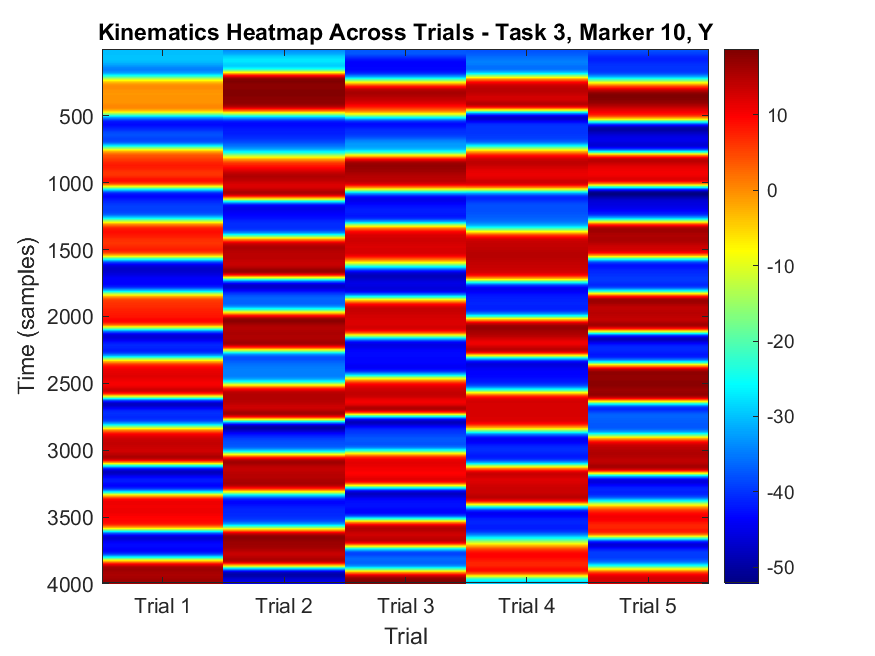 Kinematics Heatmap Across Trials - Task 3, Marker 10, Y
Time (samples)
500
1000
1500
2000
2500
3000
3500
4000
Trial 1
Trial 2
Trial 3
Trial 4
Trial 5
Trial
10
0
-10
-20
-30
-40
-50